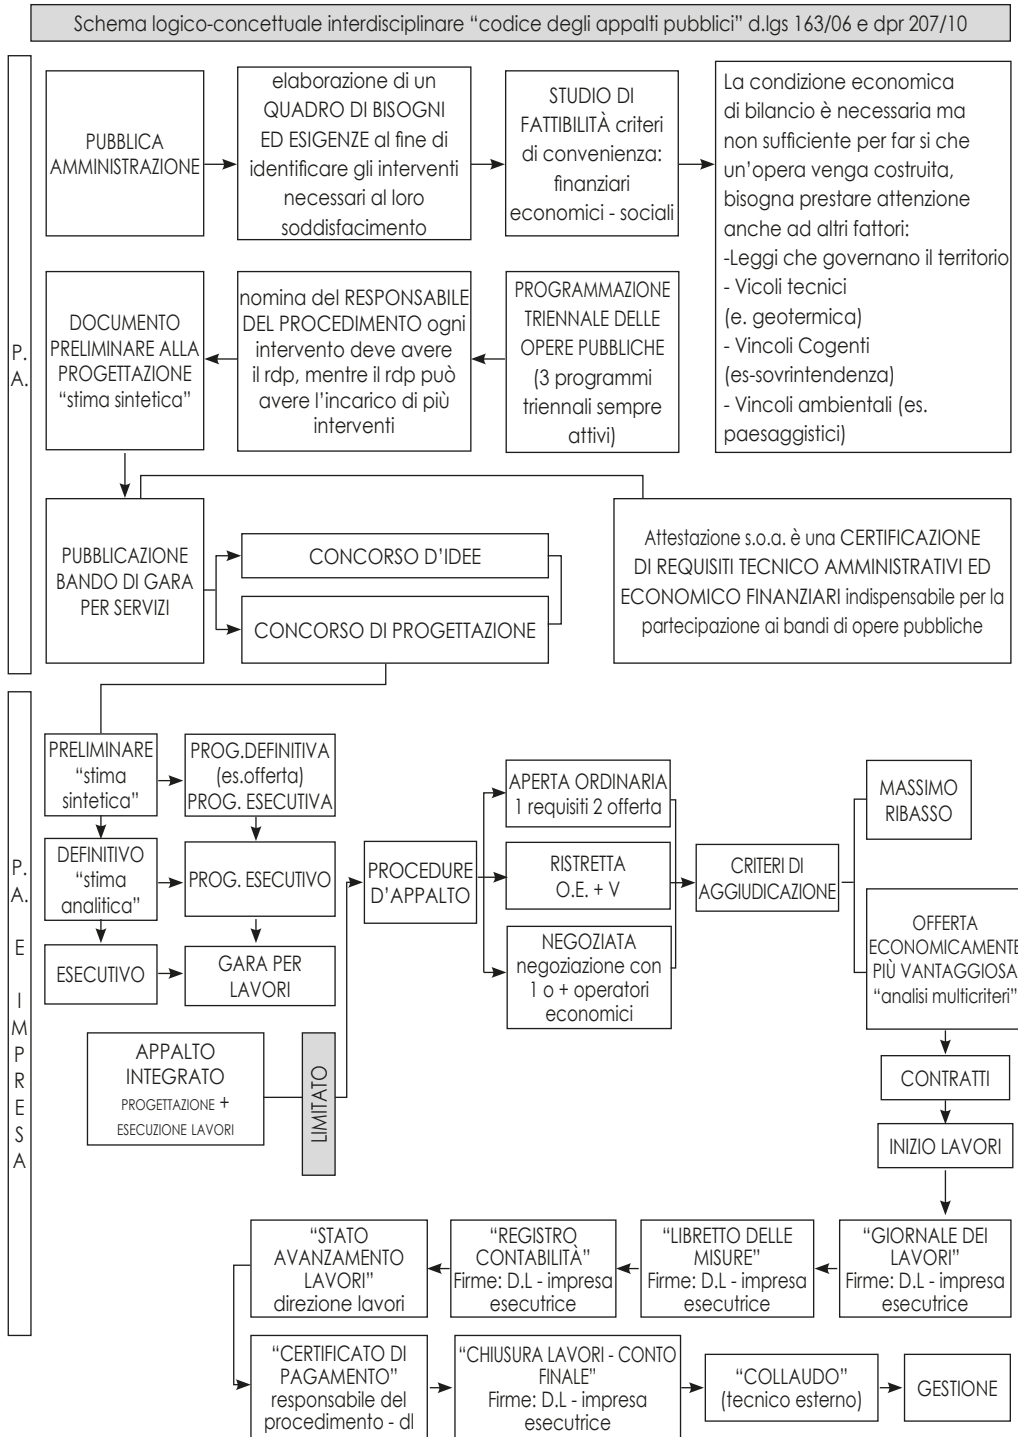 Schema logico-concettuale interdisciplinare “codice degli appalti pubblici” d.lgs 163/06 e dpr 207/10
P.
A.
PUBBLICA
AMMINISTRAZIONE
elaborazione di un
QUADRO DI BISOGNI
ED ESIGENZE al fine di
identificare gli interventi
necessari al loro
soddisfacimento
STUDIO DI
FATTIBILITÀ criteri
di convenienza:
finanziari
economici - sociali
La condizione economica
di bilancio è necessaria ma
non sufficiente per far si che
un’opera venga costruita,
bisogna prestare attenzione
anche ad altri fattori:
-Leggi che governano il territorio
- Vicoli tecnici
(e. geotermica)
- Vincoli Cogenti
(es-sovrintendenza)
- Vincoli ambientali (es.
paesaggistici)
DOCUMENTO
PRELIMINARE ALLA
PROGETTAZIONE
“stima sintetica”
nomina del RESPONSABILE
DEL PROCEDIMENTO ogni
intervento deve avere
il rdp, mentre il rdp può
avere l’incarico di più
interventi
PROGRAMMAZIONE
TRIENNALE DELLE
OPERE PUBBLICHE
(3 programmi
triennali sempre
attivi)
PUBBLICAZIONE
BANDO DI GARA
PER SERVIZI
CONCORSO D’IDEE
CONCORSO DI PROGETTAZIONE
Attestazione s.o.a. è una CERTIFICAZIONE
DI REQUISITI TECNICO AMMINISTRATIVI ED
ECONOMICO FINANZIARI indispensabile per la
partecipazione ai bandi di opere pubbliche
P.
A.
E
I
M
P
R
E
S
A
PRELIMINARE
“stima
sintetica”
PROG.DEFINITIVA
(es.offerta)
PROG. ESECUTIVA
DEFINITIVO
“stima
analitica”
PROG. ESECUTIVO
ESECUTIVO
GARA PER
LAVORI
APPALTO
INTEGRATO
PROGETTAZIONE +
ESECUZIONE LAVORI
LIMITATO
PROCEDURE
D’APPALTO
APERTA ORDINARIA
1 requisiti 2 offerta
RISTRETTA
O.E. + V
NEGOZIATA
negoziazione con
1 o + operatori
economici
CRITERI DI
AGGIUDICAZIONE
MASSIMO
RIBASSO
OFFERTA
ECONOMICAMENTE
PIÙ VANTAGGIOSA
“analisi multicriteri”
CONTRATTI
INIZIO LAVORI
“STATO
AVANZAMENTO
LAVORI”
direzione lavori
“REGISTRO
CONTABILITÀ”
Firme: D.L - impresa
esecutrice
“LIBRETTO DELLE
MISURE”
Firme: D.L - impresa
esecutrice
“GIORNALE DEI
LAVORI”
Firme: D.L - impresa
esecutrice
“CERTIFICATO DI
PAGAMENTO”
responsabile del
procedimento - dl
“CHIUSURA LAVORI - CONTO
FINALE”
Firme: D.L - impresa
esecutrice
“COLLAUDO”
(tecnico esterno)
GESTIONE